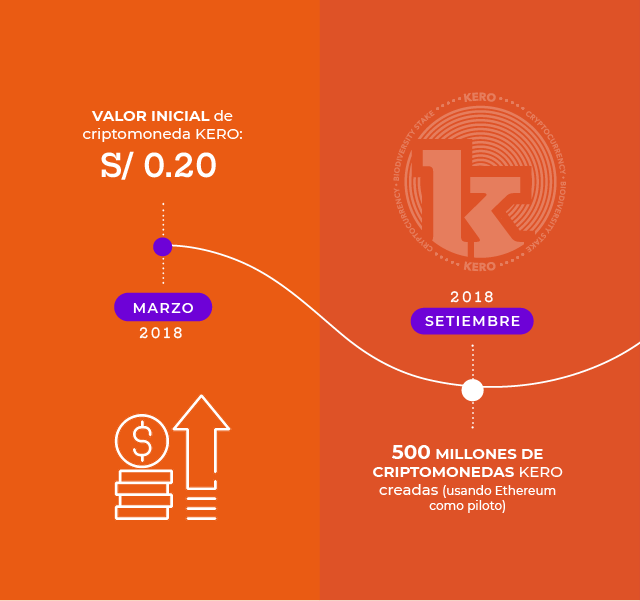 VALOR INICIAL de
criptomoneda KERO:
S/ 0.20
MARZO
2018
$
KERO
CRYPTOCURRENCY • BIODIVERSITY STAKE
k
CRYPTOCURRENCY • BIODIVERSITY STAKE
KERO
2018
SETIEMBRE
500 MILLONES DE
CRIPTOMONEDAS KERO
creadas (usando Ethereum
como piloto)